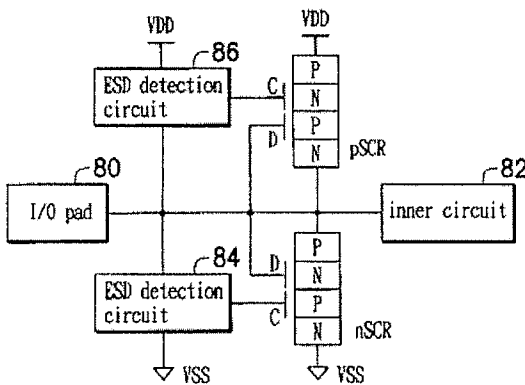 VDD
VDD
86
ESD detection
circuit
C
D
P
N
P
N
pSCR
80
I/O pad
82
inner circuit
84
ESD detection
circuit
D
C
P
N
P
N
nSCR
VSS
VSS